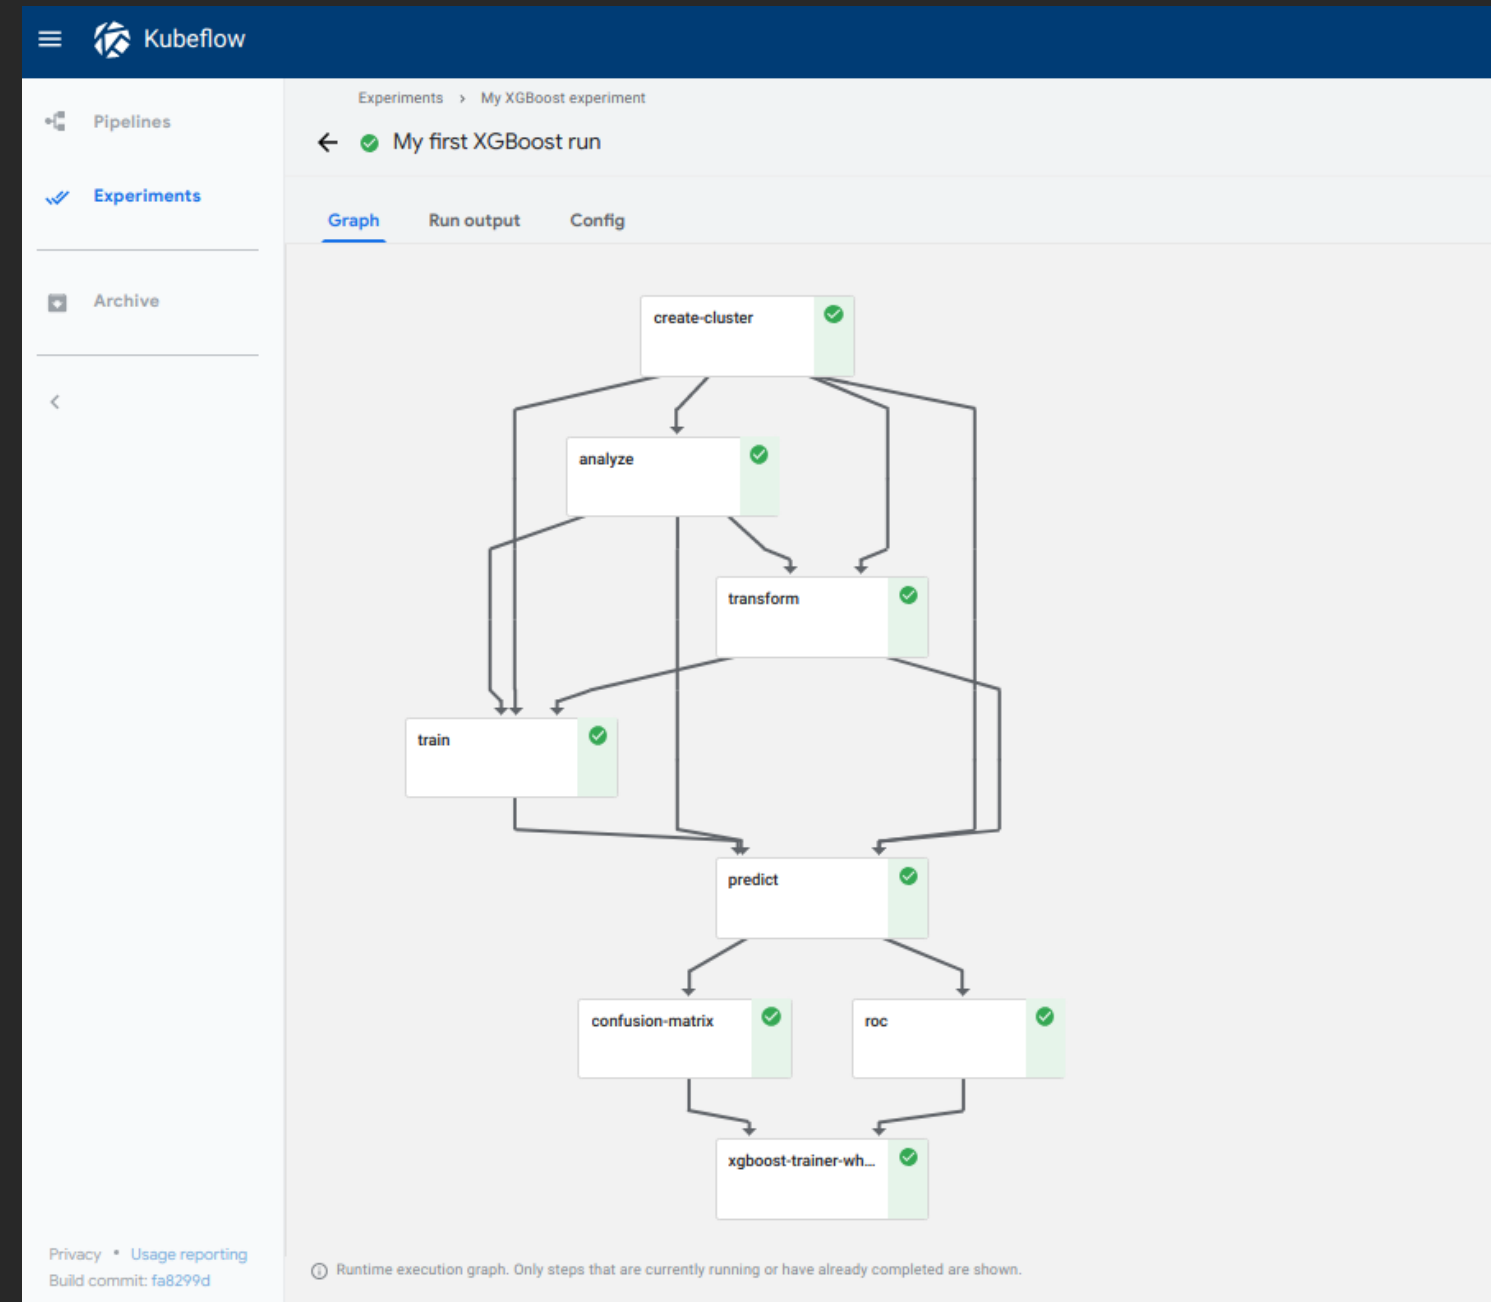 Kubeflow
Pipelines
Experiments
Archive
Experiments > My XGBoost experiment
My first XGBoost run
Graph Run output Config
create-cluster
analyze
transform
train
predict
confusion-matrix roc
xgboost-trainer-wh...
Runtime execution graph. Only steps that are currently running or have already completed are shown.
Privacy • Usage reporting
Build commit: fa8299d